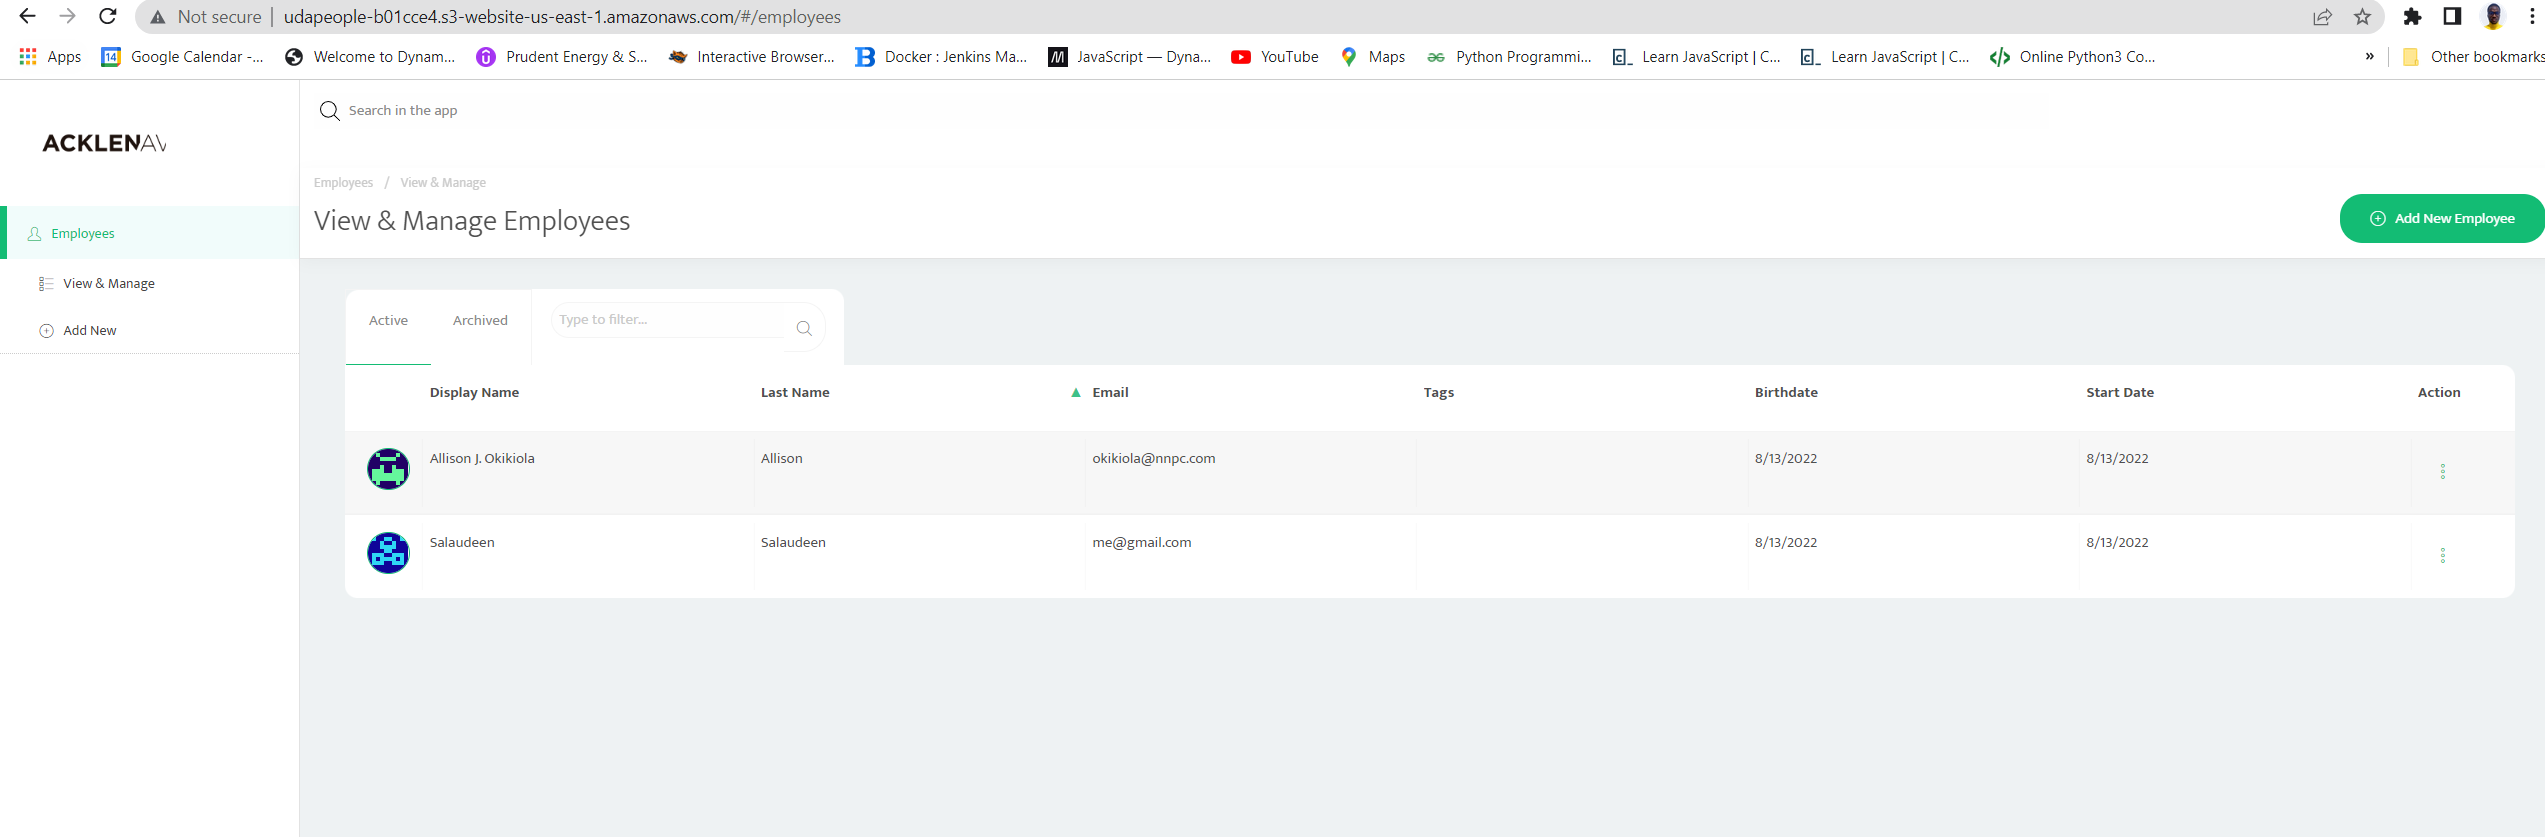 Not secure | udapeople-b01cce4.s3-website-us-east-1.amazonaws.com/#/employees
Apps 14 Google Calendar -... Welcome to Dynam... Prudent Energy & S... Interactive Browser... Docker : Jenkins Ma... JavaScript — Dyna... YouTube Maps Python Programmi... Learn JavaScript | C... Learn JavaScript | C... Online Python3 Co... » Other bookmarks
Search in the app
ACKLENAV
Employees / View & Manage
View & Manage Employees
Add New Employee
Employees
View & Manage
Add New
Active Archived Type to filter...
Display Name Last Name ▲ Email Tags Birthdate Start Date Action
Allison J. Okikiola Allison okikiola@nnpc.com 8/13/2022 8/13/2022
Salaudeen Salaudeen me@gmail.com 8/13/2022 8/13/2022